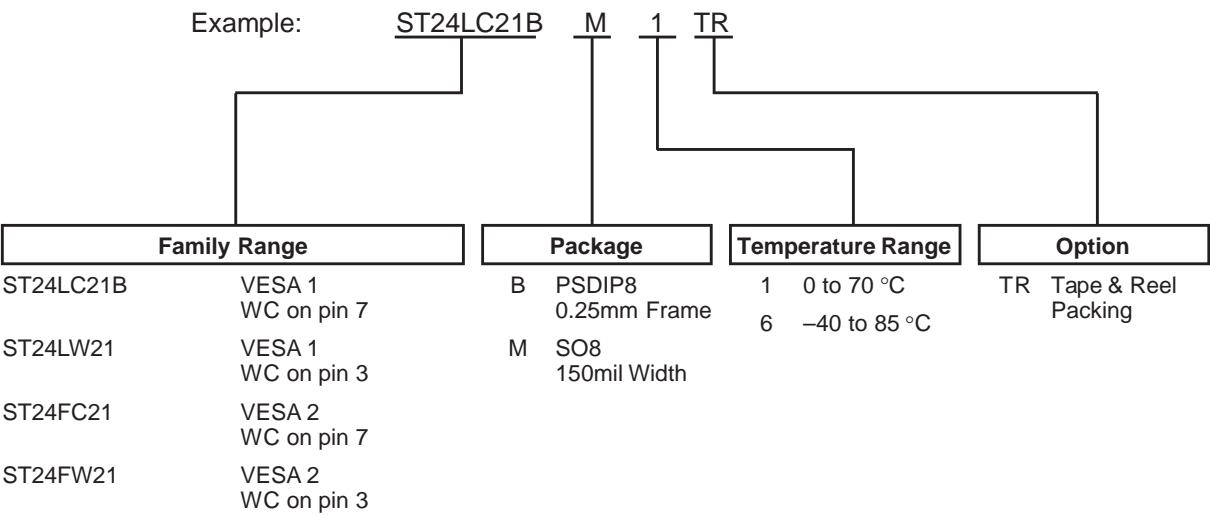 Example: ST24LC21B M 1 TR
Family Range
ST24LC21B VESA 1
WC on pin 7
ST24LW21 VESA 1
WC on pin 3
ST24FC21 VESA 2
WC on pin 7
ST24FW21 VESA 2
WC on pin 3
Package
B PSDIP8
0.25mm Frame
M SO8
150mil Width
Temperature Range
1 0 to 70 °C
6 –40 to 85 °C
Option
TR Tape & Reel
Packing